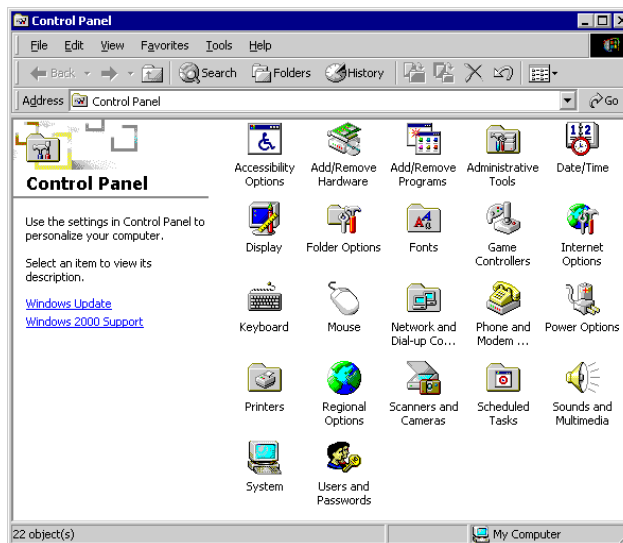 Control Panel
File Edit View Favorites Tools Help
Back Search Folders History
Address Control Panel Go
Control Panel
Use the settings in Control Panel to
personalize your computer.
Select an item to view its
description.
Windows Update
Windows 2000 Support
Accessibility
Options
Add/Remove
Hardware
Add/Remove
Programs
Administrative
Tools
Date/Time
Display
Folder Options
Fonts
Game
Controllers
Internet
Options
Keyboard
Mouse
Network and
Dial-up Co...
Phone and
Modem ...
Power Options
Printers
Regional
Options
Scanners and
Cameras
Scheduled
Tasks
Sounds and
Multimedia
System
Users and
Passwords
22 object(s)
My Computer